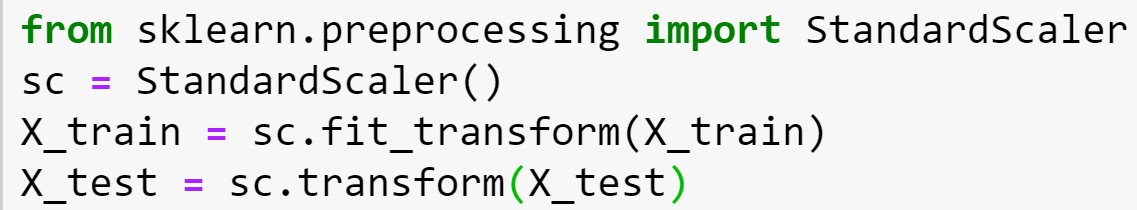 from sklearn.preprocessing import StandardScaler
sc = StandardScaler()
X_train = sc.fit_transform(X_train)
X_test = sc.transform(X_test)